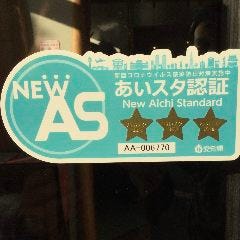 新型コロナウイルス感染防止対策実施中
あいスタ認証
New Aichi Standard
NEW
AS
AA-006770
愛知県